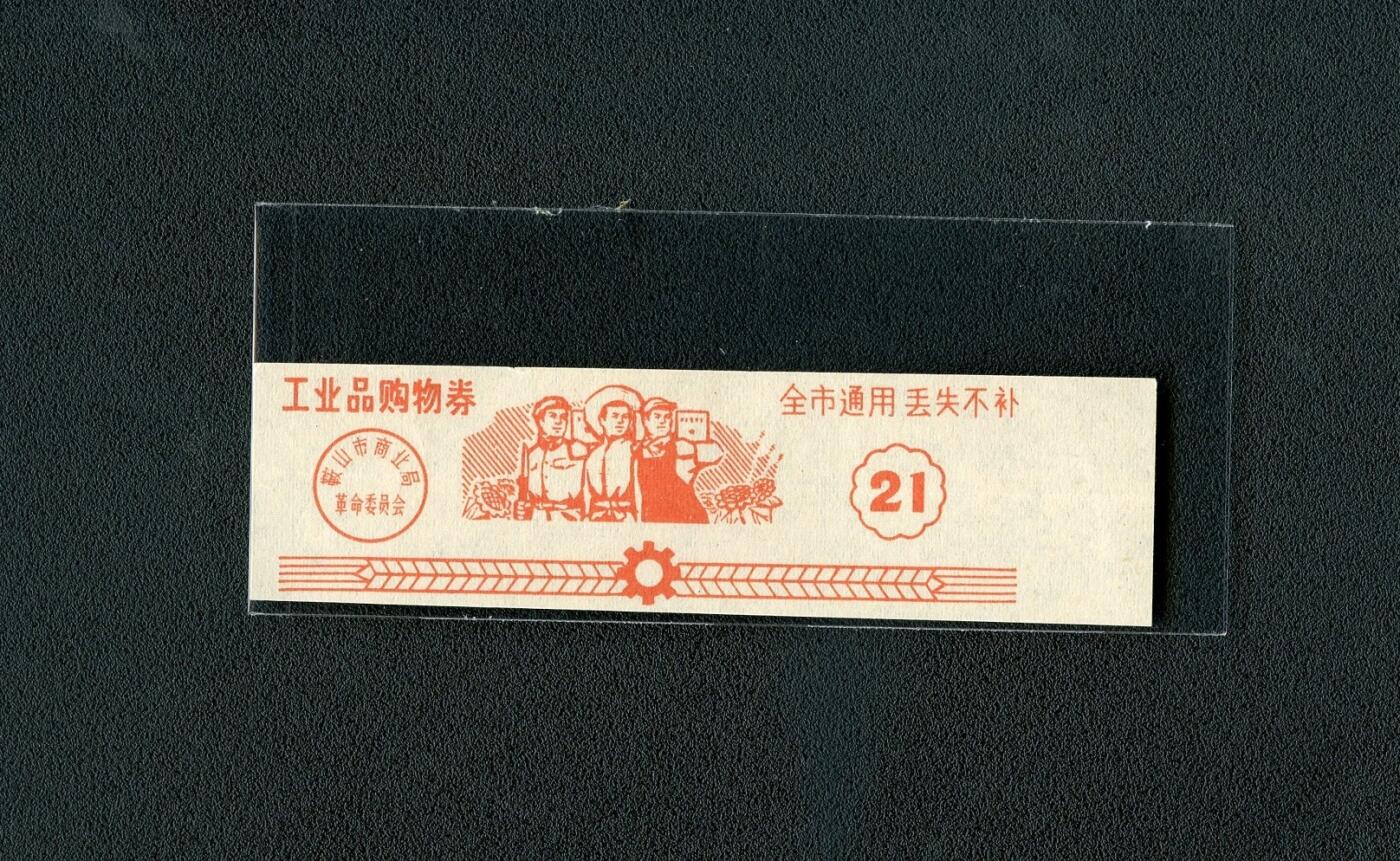 工业品购物券
全市通用 丢失不补
鞍山市商业局
革命委员会
21